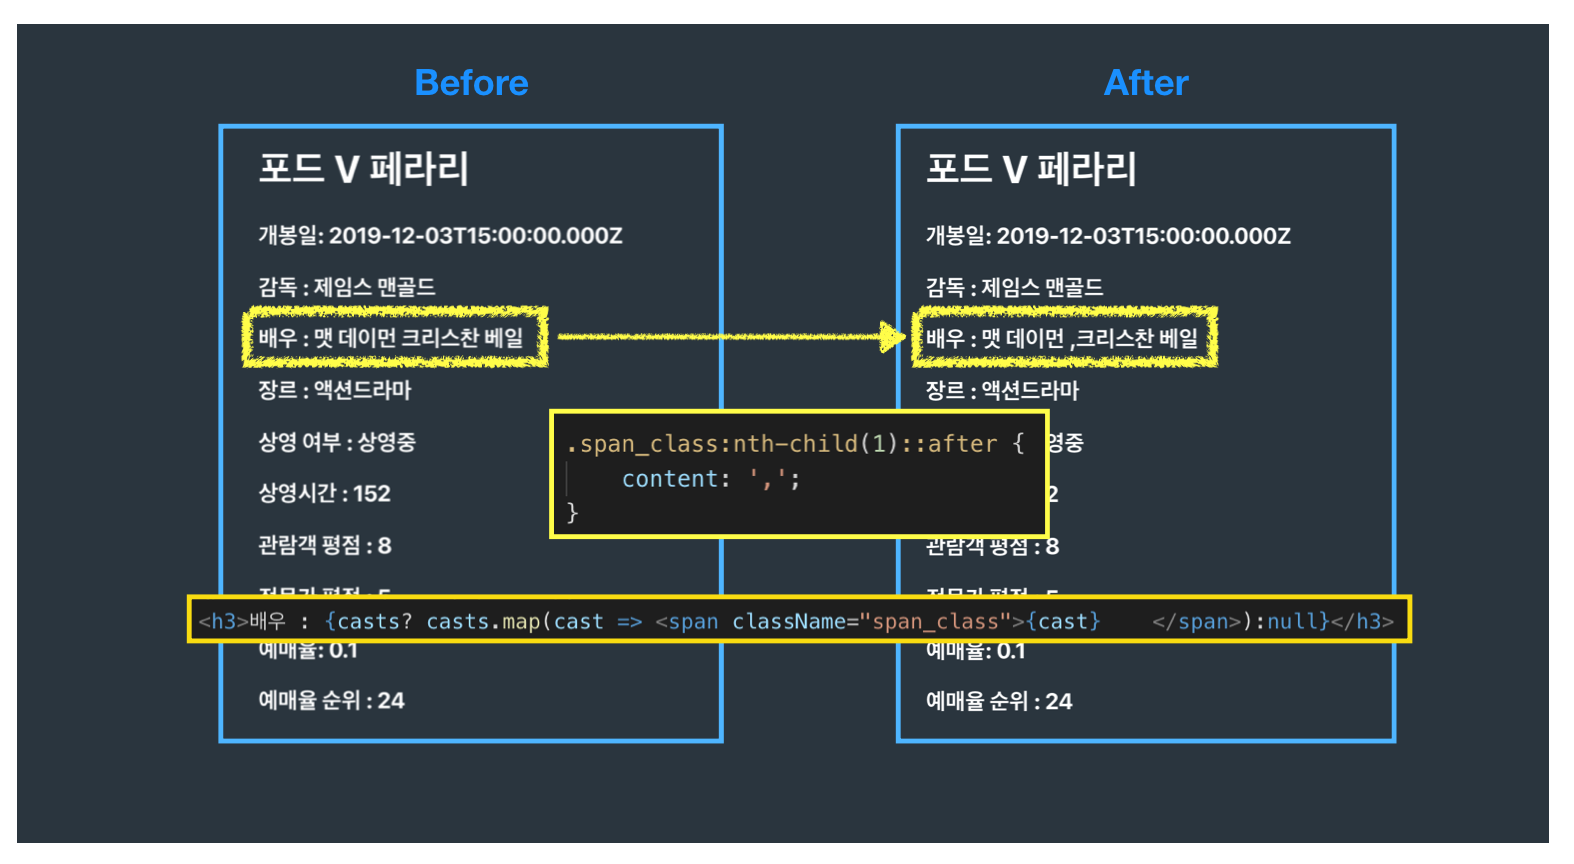 Before
After
포드 V 페라리
개봉일: 2019-12-03T15:00:00.000Z
감독 : 제임스 맨골드
배우 : 맷 데이먼 크리스찬 베일
장르 : 액션드라마
상영 여부 : 상영중
상영시간 : 152
관람객 평점 : 8
예매율: 0.1
예매율 순위 : 24
포드 V 페라리
개봉일: 2019-12-03T15:00:00.000Z
감독 : 제임스 맨골드
배우 : 맷 데이먼 ,크리스찬 베일
장르 : 액션드라마
영중
2
관람객 평점 : 8
예매율: 0.1
예매율 순위 : 24
.span_class:nth-child(1)::after {
content: ',';
}
<h3>배우 : {casts? casts.map(cast => <span className="span_class">{cast}    </span>):null}</h3>